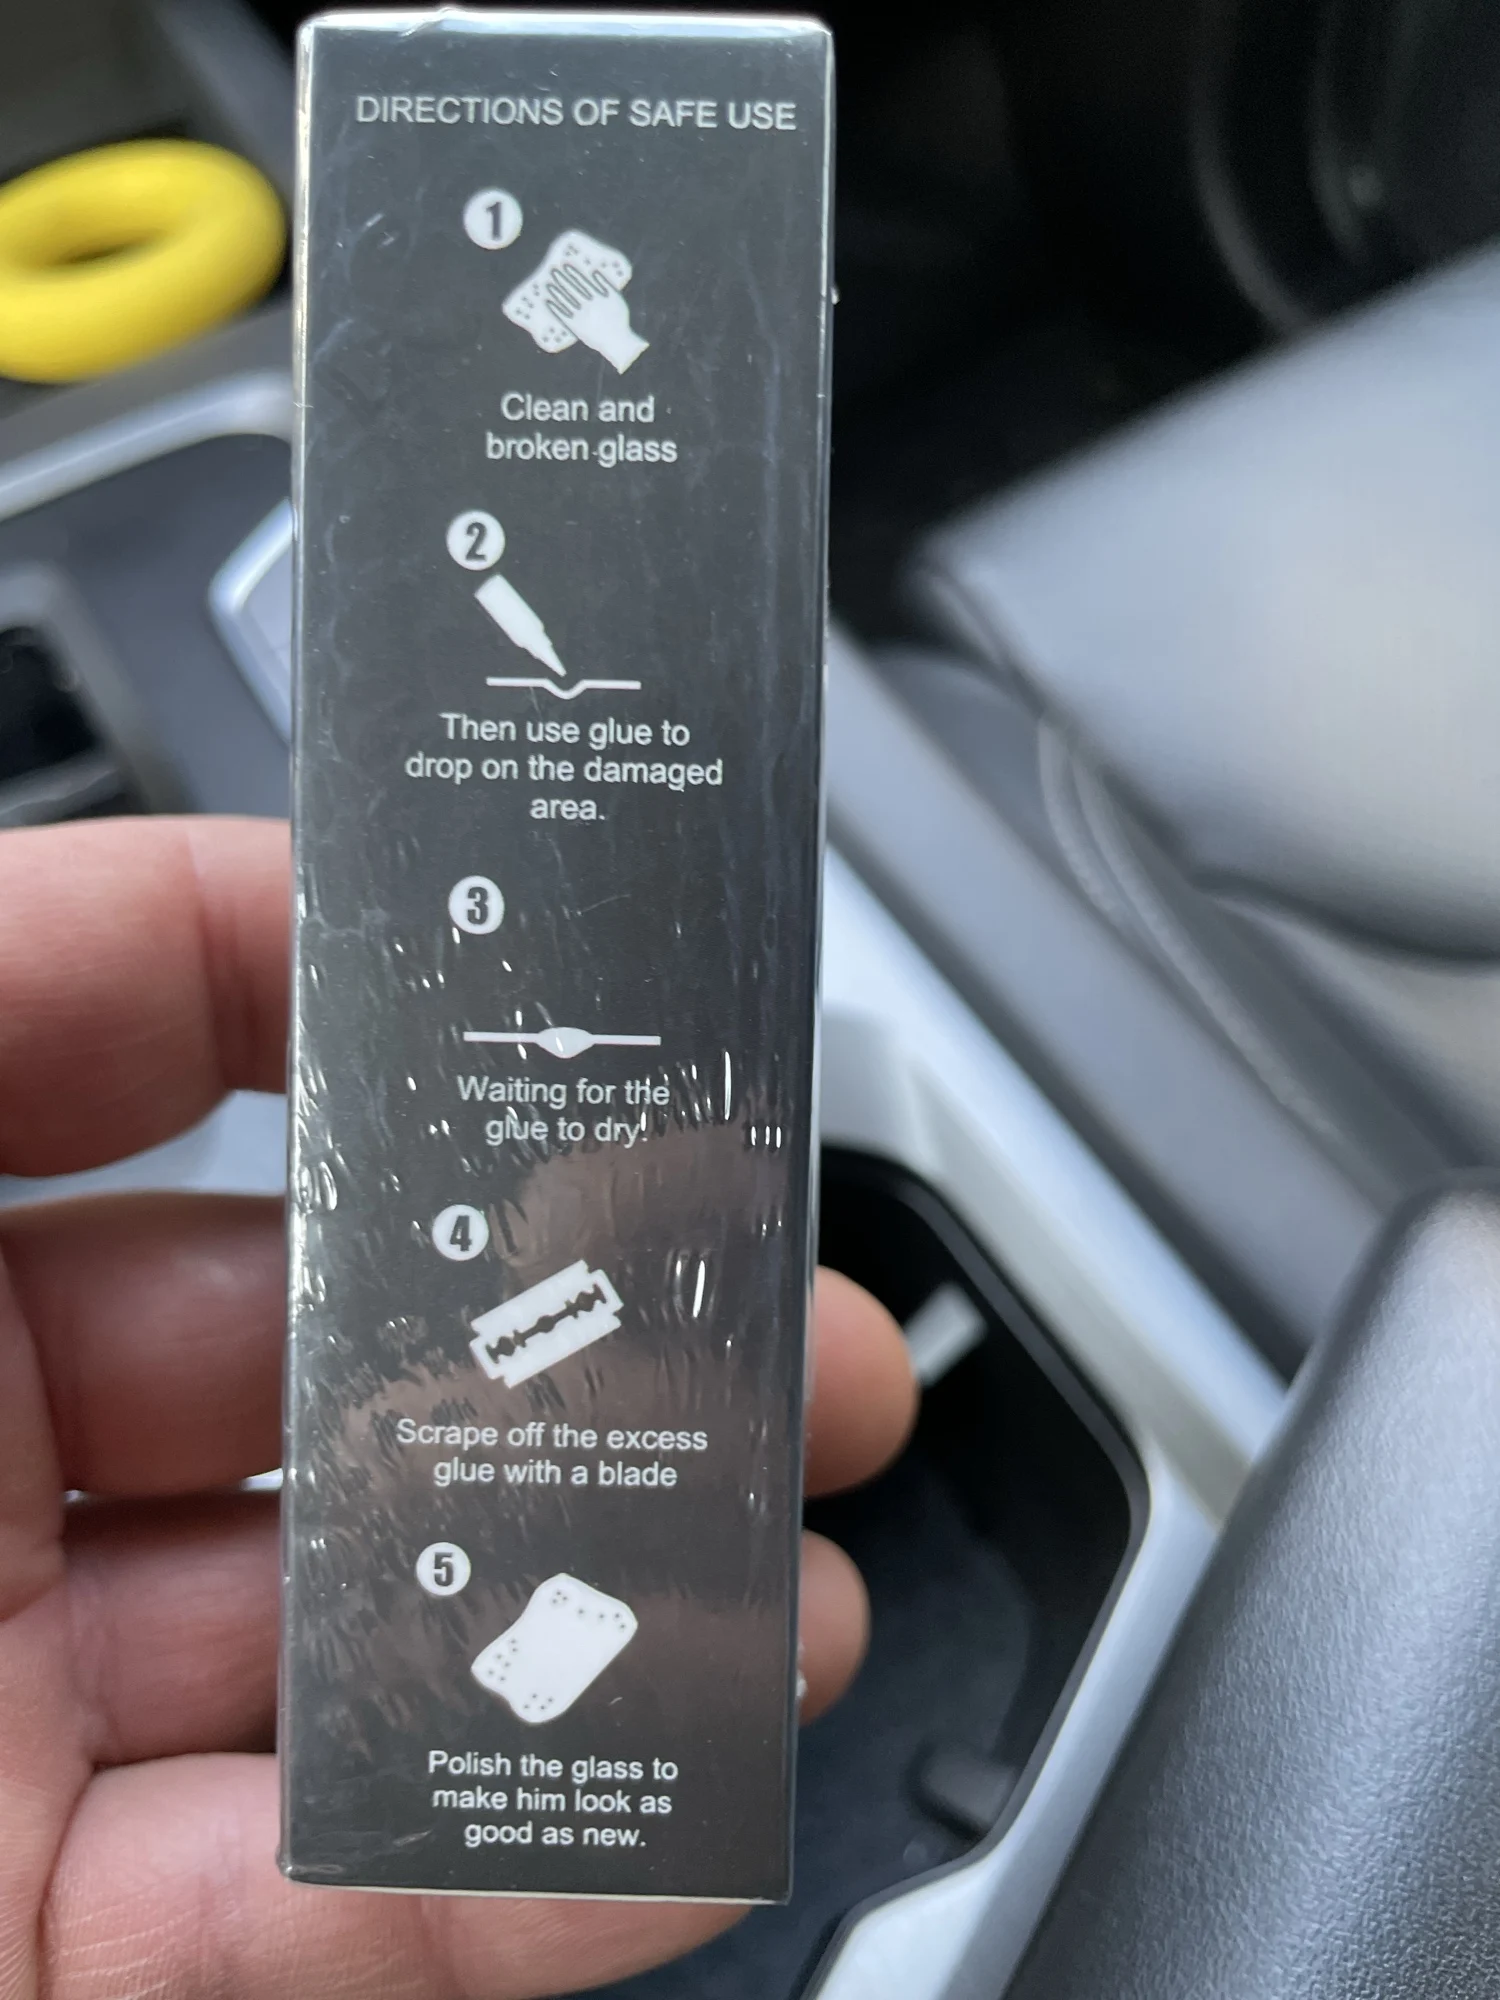 DIRECTIONS OF SAFE USE
1
Clean and
broken glass
2
Then use glue to
drop on the damaged
area.
3
Waiting for the
glue to dry!
4
Scrape off the excess
glue with a blade
5
Polish the glass to
make him look as
good as new.